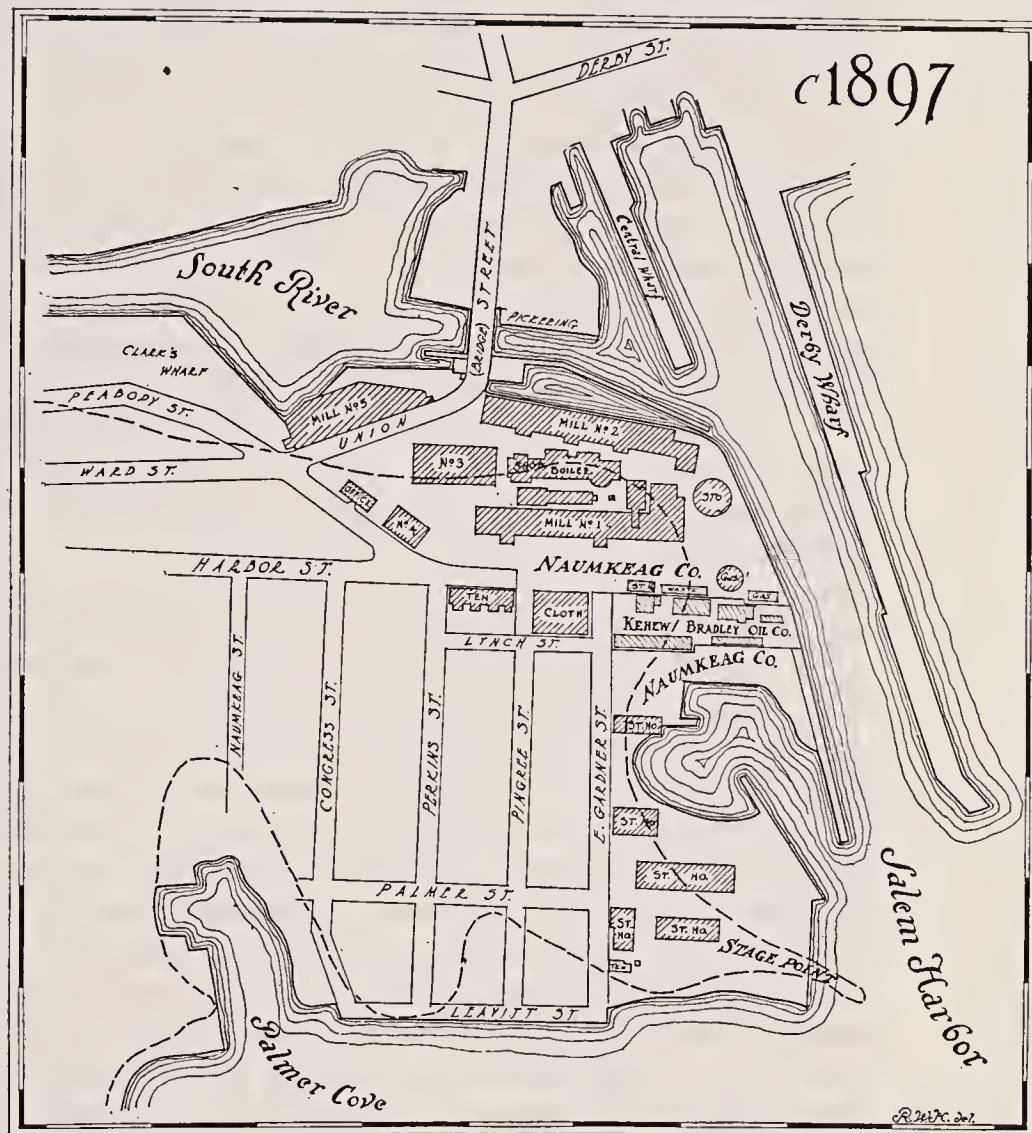 c1897
DERBY ST.
South River
(BRIDGE) STREET
PICKERING
Central Wharf
Derby Wharf
CLARK'S
WHARF
PEABODY ST.
MILL No 5
UNION
MILL No 2
WARD ST.
No 3
SHOP
BOILER
STO
OFFICE
No 4
MILL No 1
HARBOR ST.
NAUMKEAG CO.
GAS
ST.
WASTE
GAS
TEN
CLOTH
KEHEW / BRADLEY OIL CO.
LYNCH ST.
NAUMKEAG CO.
NAUMKEAG ST.
CONGRESS ST.
PERKINS ST.
PINGREE ST.
E. GARDNER ST.
ST. HO.
ST. HO
ST. HO
PALMER ST.
ST.
HO
ST. HO
TEN
STAGE POINT
Salem Harbor
LEAVITT ST.
Palmer Cove
R.W.K. del.